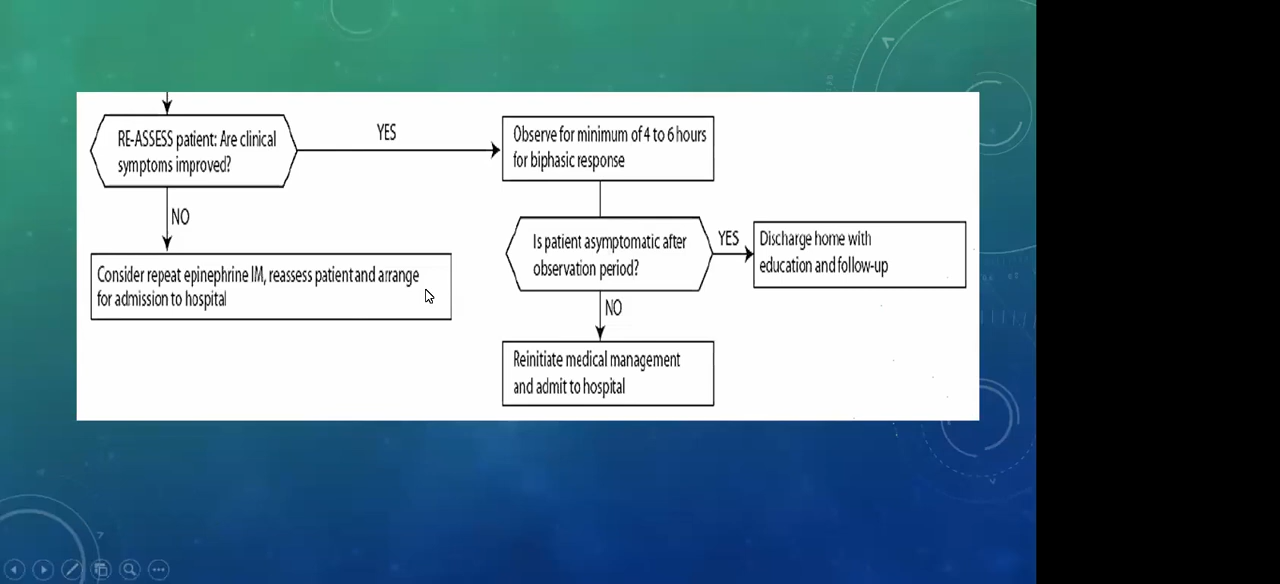 RE-ASSESS patient: Are clinical
symptoms improved?
YES
Observe for minimum of 4 to 6 hours
for biphasic response
NO
Consider repeat epinephrine IM, reassess patient and arrange
for admission to hospital
Is patient asymptomatic after
observation period?
YES
Discharge home with
education and follow-up
NO
Reinitiate medical management
and admit to hospital